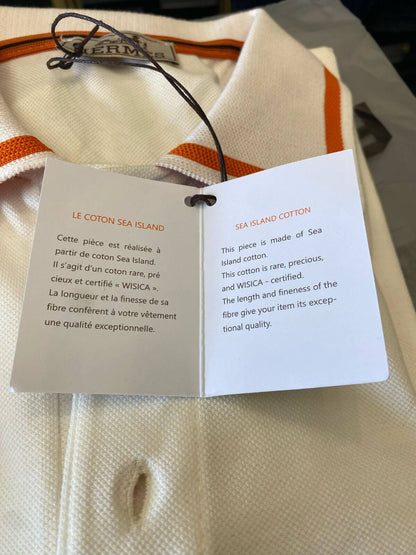 HERMES
LE COTON SEA ISLAND
Cette pièce est réalisée à
partir de coton Sea Island.
Il s'agit d'un coton rare, pré
cieux et certifié « WISICA ».
La longueur et la finesse de sa
fibre confèrent à votre vêtement
une qualité exceptionnelle.
SEA ISLAND COTTON
This piece is made of Sea
Island cotton.
This cotton is rare, precious,
and WISICA - certified.
The length and fineness of the
fibre give your item its excep-
tional quality.